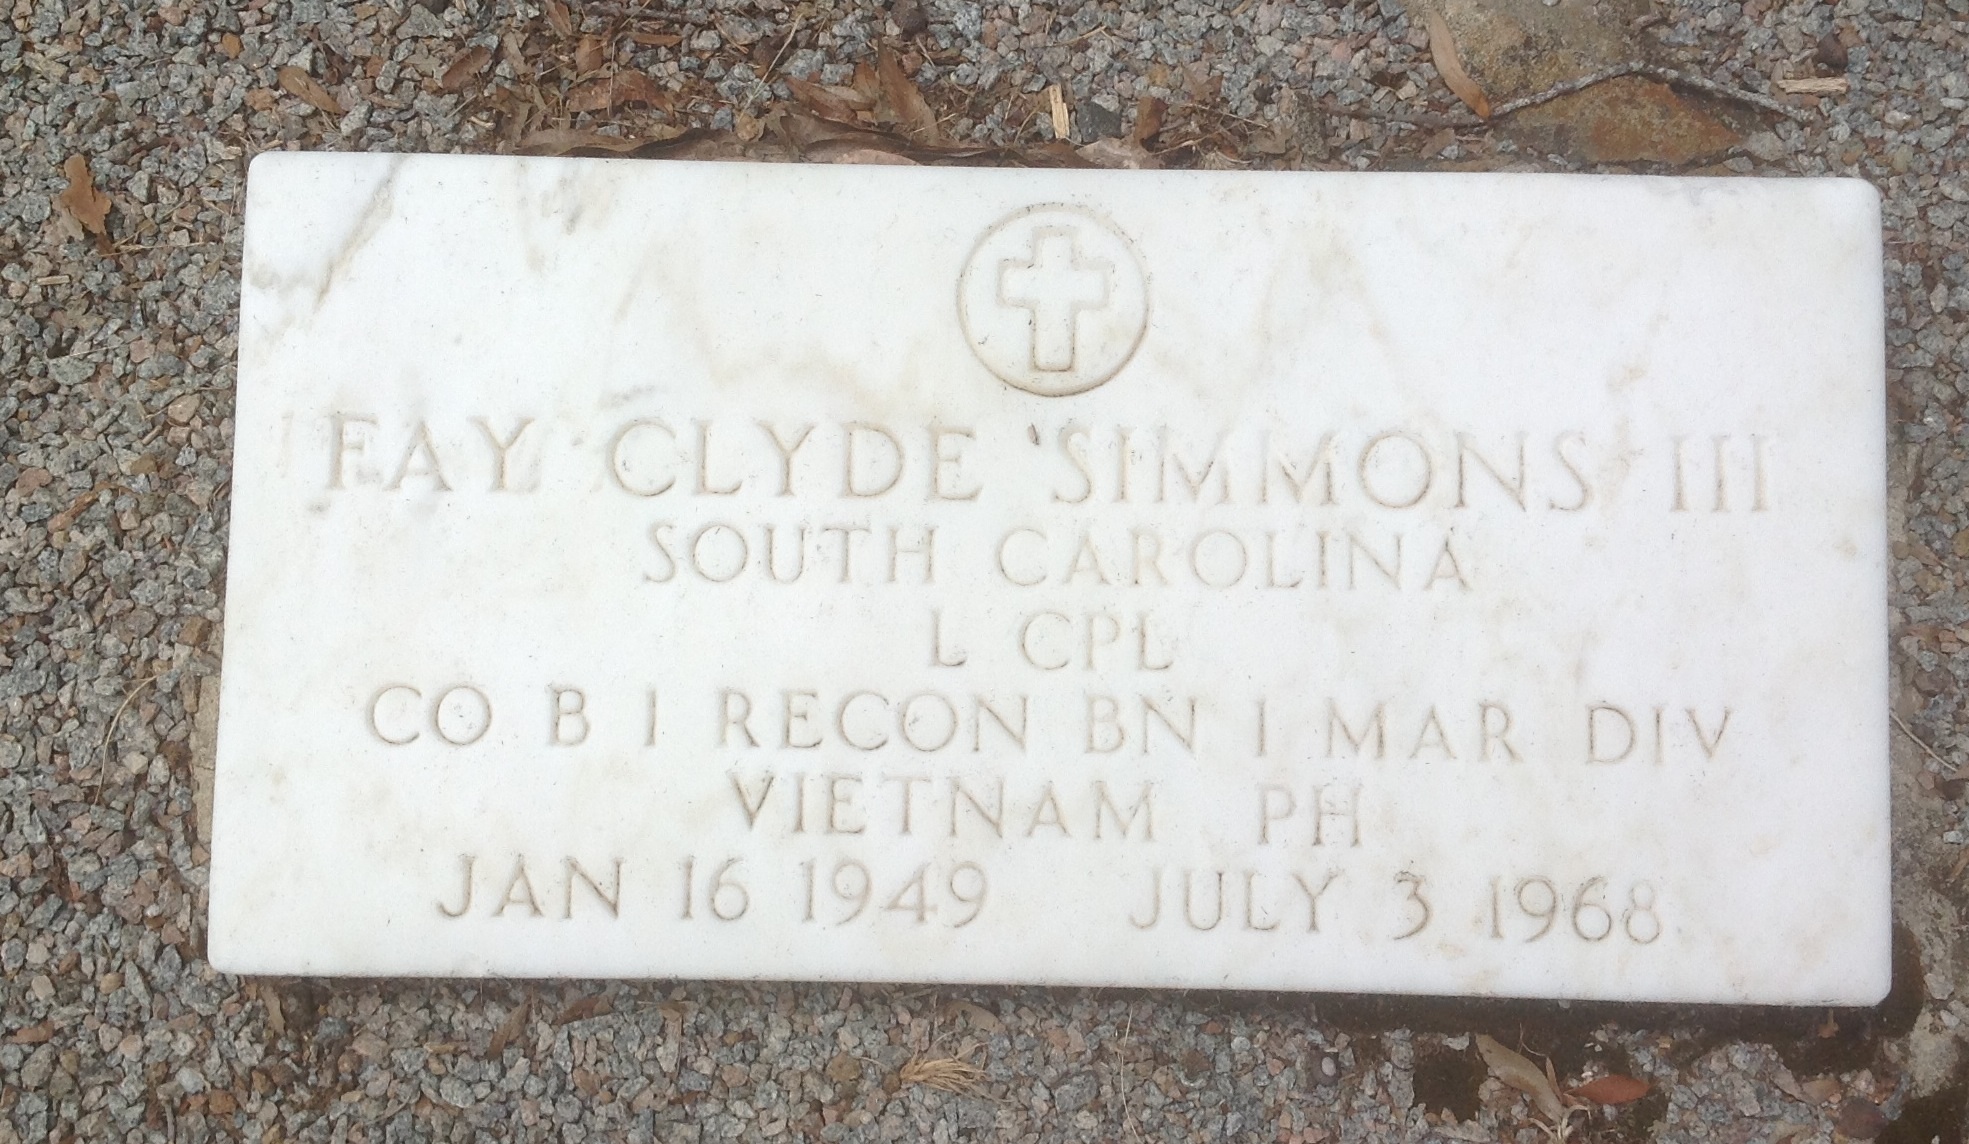 FAY CLYDE SIMMONS III
SOUTH CAROLINA
L CPL
CO B 1 RECON BN 1 MAR DIV
VIETNAM PH
JAN 16 1949 JULY 3 1968